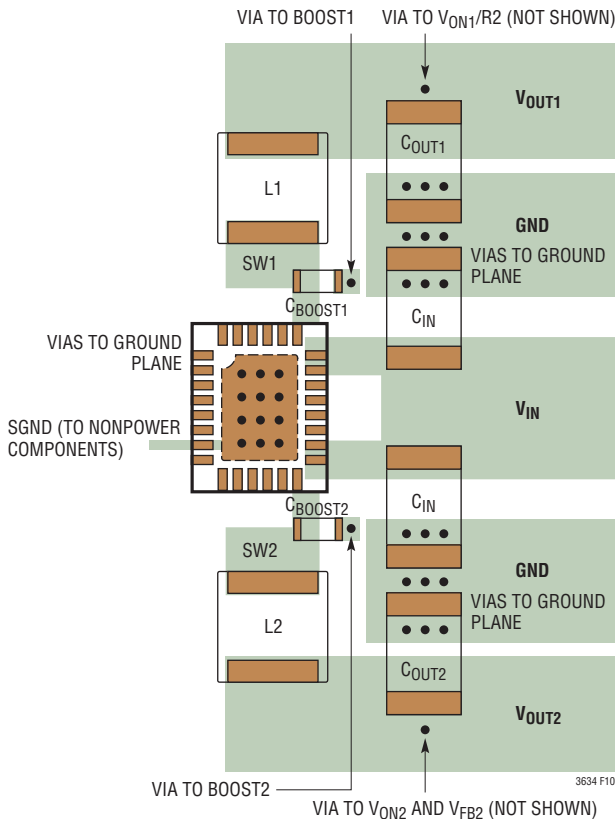 VIA TO BOOST1
VIA TO VON1/R2 (NOT SHOWN)
VOUT1
COUT1
L1
GND
VIAS TO GROUND
PLANE
SW1
CBOOST1
CIN
VIAS TO GROUND
PLANE
VIN
SGND (TO NONPOWER
COMPONENTS)
CIN
CBOOST2
SW2
GND
VIAS TO GROUND
PLANE
L2
COUT2
VOUT2
3634 F10
VIA TO BOOST2
VIA TO VON2 AND VFB2 (NOT SHOWN)